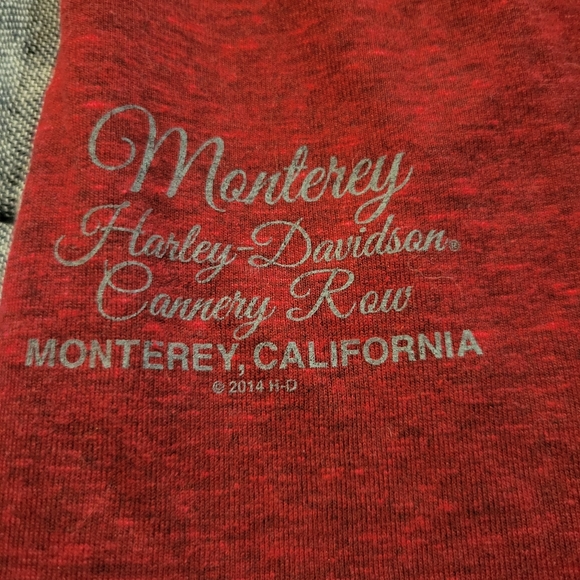 Monterey
Harley-Davidson®
Cannery Row
MONTEREY, CALIFORNIA
© 2014 H-D